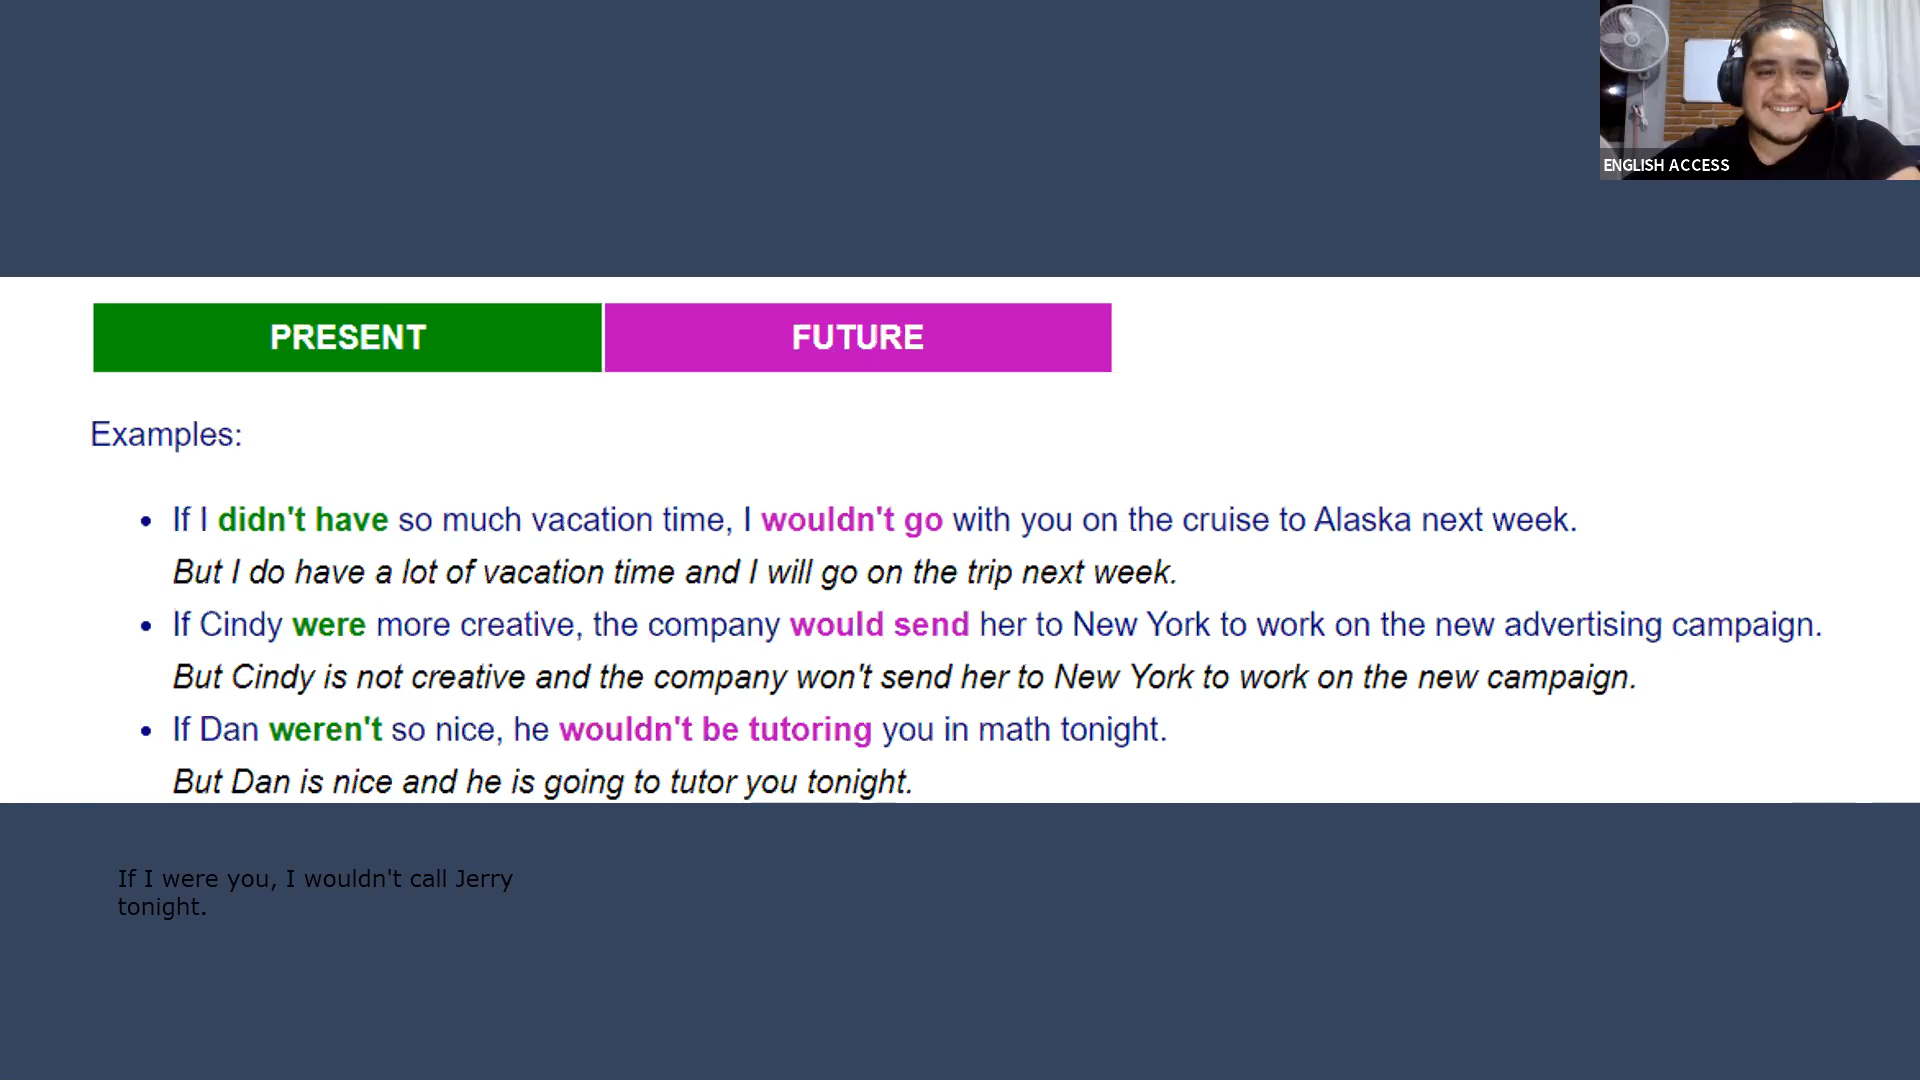 ENGLISH ACCESS
PRESENT FUTURE
Examples:
If I didn't have so much vacation time, I wouldn't go with you on the cruise to Alaska next week.
But I do have a lot of vacation time and I will go on the trip next week.
If Cindy were more creative, the company would send her to New York to work on the new advertising campaign.
But Cindy is not creative and the company won't send her to New York to work on the new campaign.
If Dan weren't so nice, he wouldn't be tutoring you in math tonight.
But Dan is nice and he is going to tutor you tonight.
If I were you, I wouldn't call Jerry
tonight.